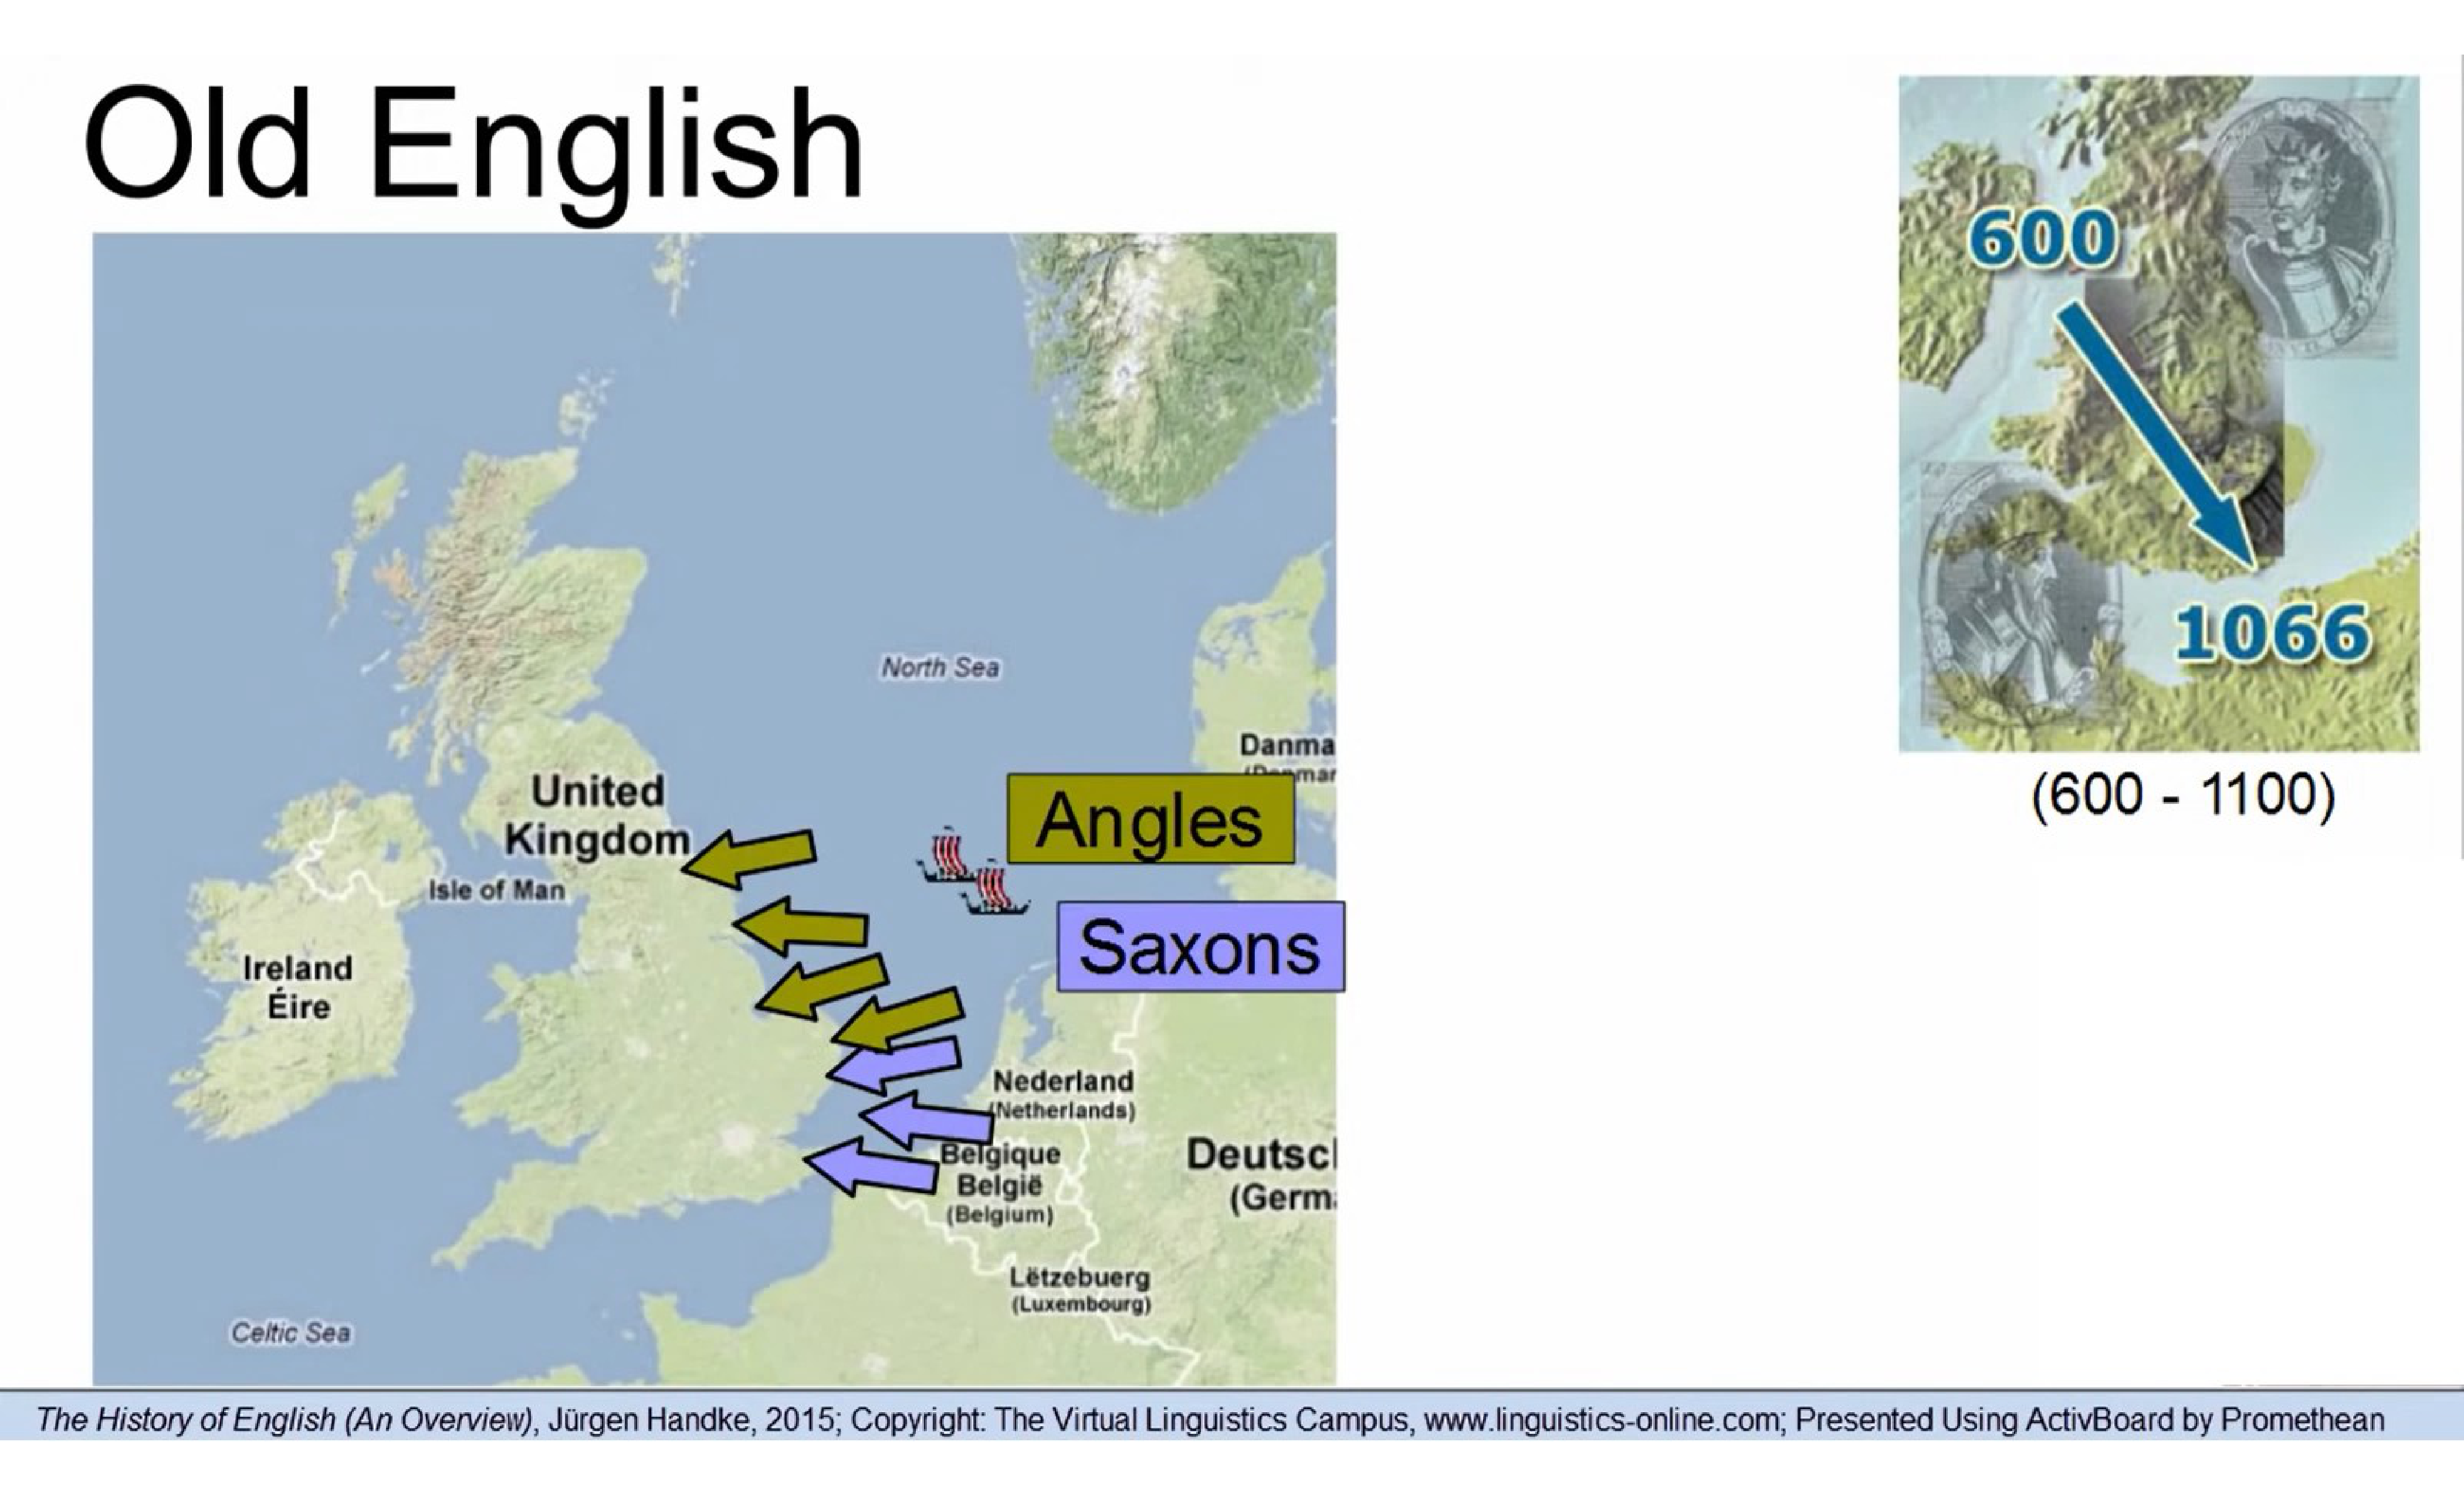 Old English
600
1066
(600 - 1100)
North Sea
Danma
United
Kingdom
Angles
Isle of Man
Saxons
Ireland
Éire
Nederland
(Netherlands)
Belgique
België
(Belgium)
Deutscl
(Germ
Lëtzebuerg
(Luxembourg)
Celtic Sea
The History of English (An Overview), Jürgen Handke, 2015; Copyright: The Virtual Linguistics Campus, www.linguistics-online.com; Presented Using ActivBoard by Promethean